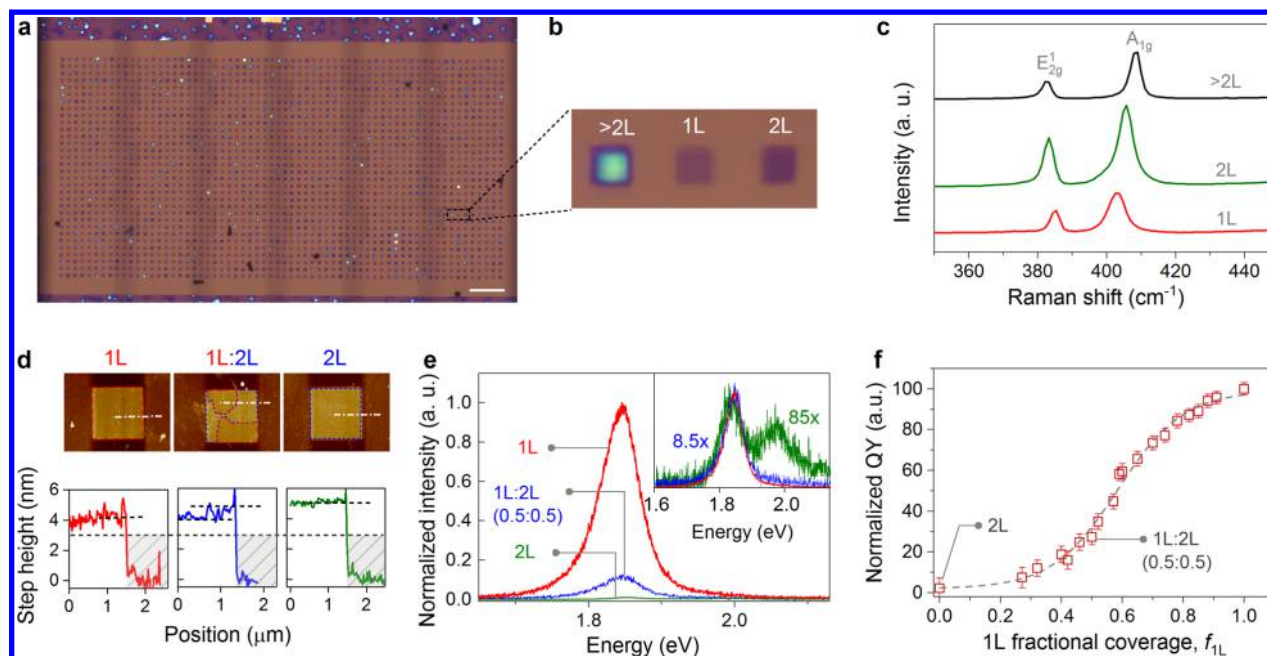 a
b
>2L 1L 2L
c
E¹₂g
A₁g
>2L
2L
1L
Intensity (a. u.)
360 380 400 420 440
Raman shift (cm⁻¹)
d
1L 1L:2L 2L
Step height (nm)
6
4
2
0
0 1 2 0 1 2 0 1 2
Position (μm)
e
Normalized intensity (a. u.)
1.0
0.8
0.6
0.4
0.2
0.0
1L
1L:2L
(0.5:0.5)
2L
8.5x
85x
1.6 1.8 2.0
Energy (eV)
1.8 1.9 2.0 2.1
Energy (eV)
f
Normalized QY (a.u.)
100
80
60
40
20
0
2L
1L:2L
(0.5:0.5)
0.0 0.2 0.4 0.6 0.8 1.0
1L fractional coverage, f₁L